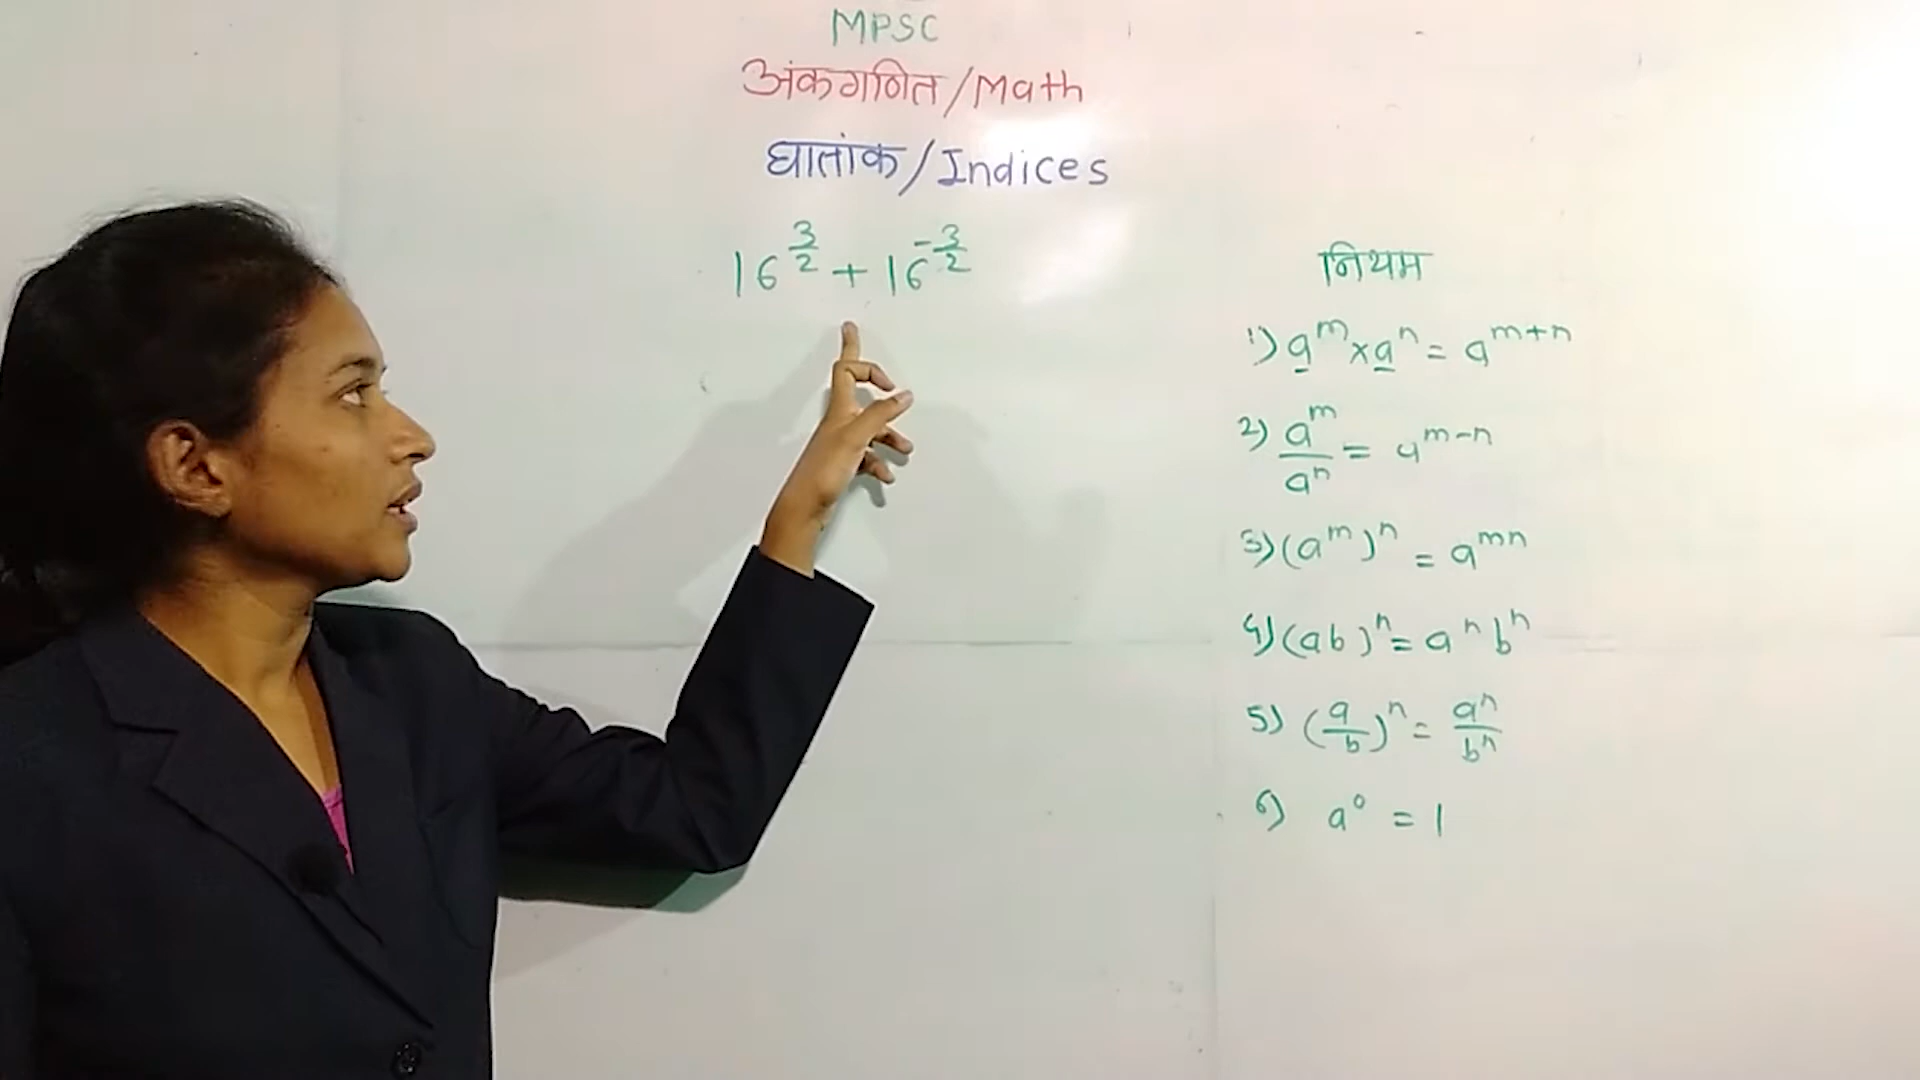 MPSC
अंकगणित/Math
घातांक/Indices
16^{3/2} + 16^{-3/2}
नियम
1) a^m × a^n = a^{m+n}
2) a^m/a^n = a^{m-n}
3) (a^m)^n = a^{mn}
4) (ab)^n = a^n b^n
5) (a/b)^n = a^n/b^n
6) a^0 = 1